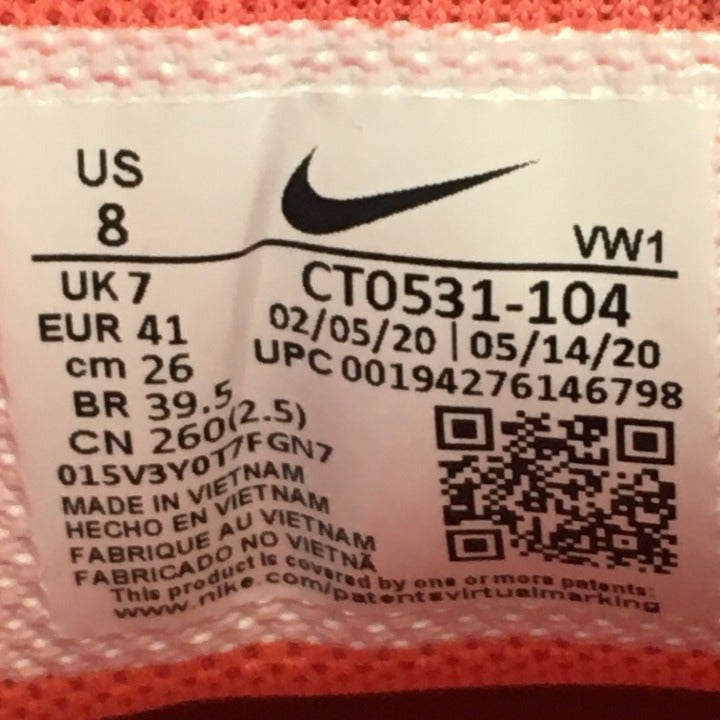 US
8
VW1
UK 7
CT0531-104
EUR 41
02/05/20 | 05/14/20
cm 26
UPC 00194276146798
BR 39.5
CN 260(2.5)
015V3Y0T7FGN7
MADE IN VIETNAM
HECHO EN VIETNAM
FABRIQUE AU VIETNAM
FABRICADO NO VIETNÃ
This product is covered by one or more patents:
www.nike.com/patentsvirtualmarking